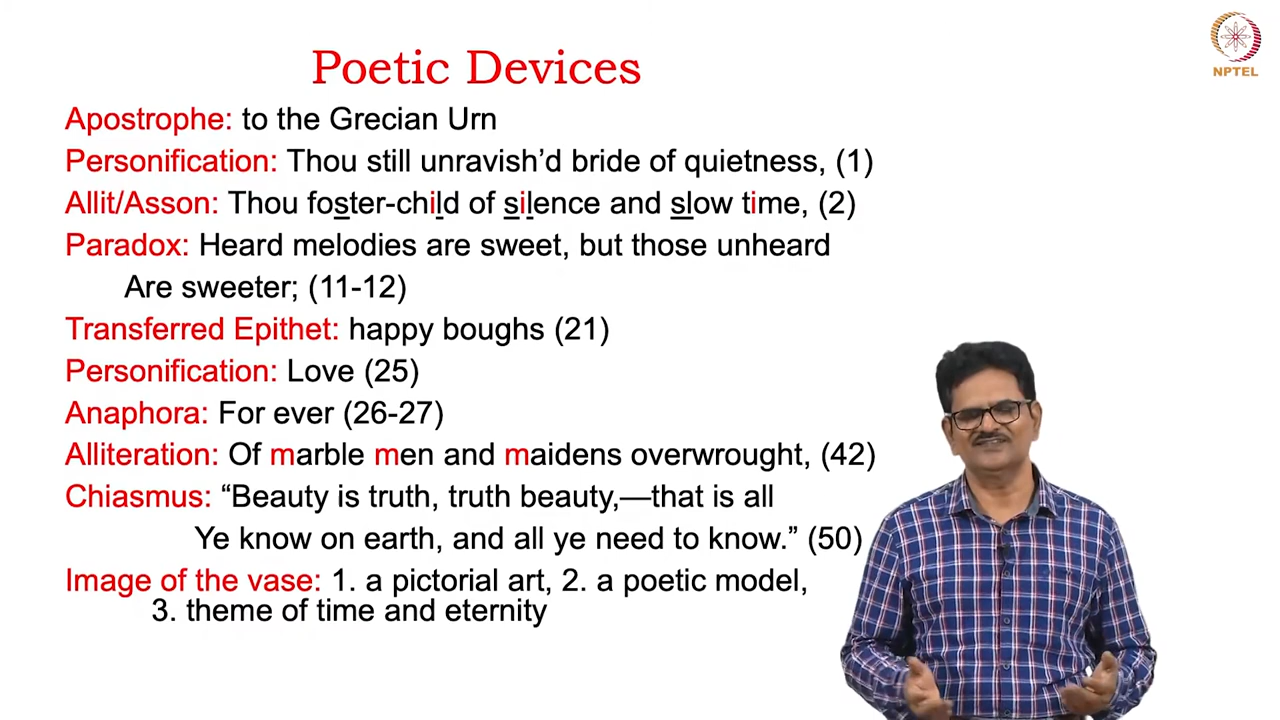 Poetic Devices
NPTEL
Apostrophe: to the Grecian Urn
Personification: Thou still unravish’d bride of quietness, (1)
Allit/Asson: Thou foster-child of silence and slow time, (2)
Paradox: Heard melodies are sweet, but those unheard
Are sweeter; (11-12)
Transferred Epithet: happy boughs (21)
Personification: Love (25)
Anaphora: For ever (26-27)
Alliteration: Of marble men and maidens overwrought, (42)
Chiasmus: “Beauty is truth, truth beauty,—that is all
Ye know on earth, and all ye need to know.” (50)
Image of the vase: 1. a pictorial art, 2. a poetic model,
3. theme of time and eternity